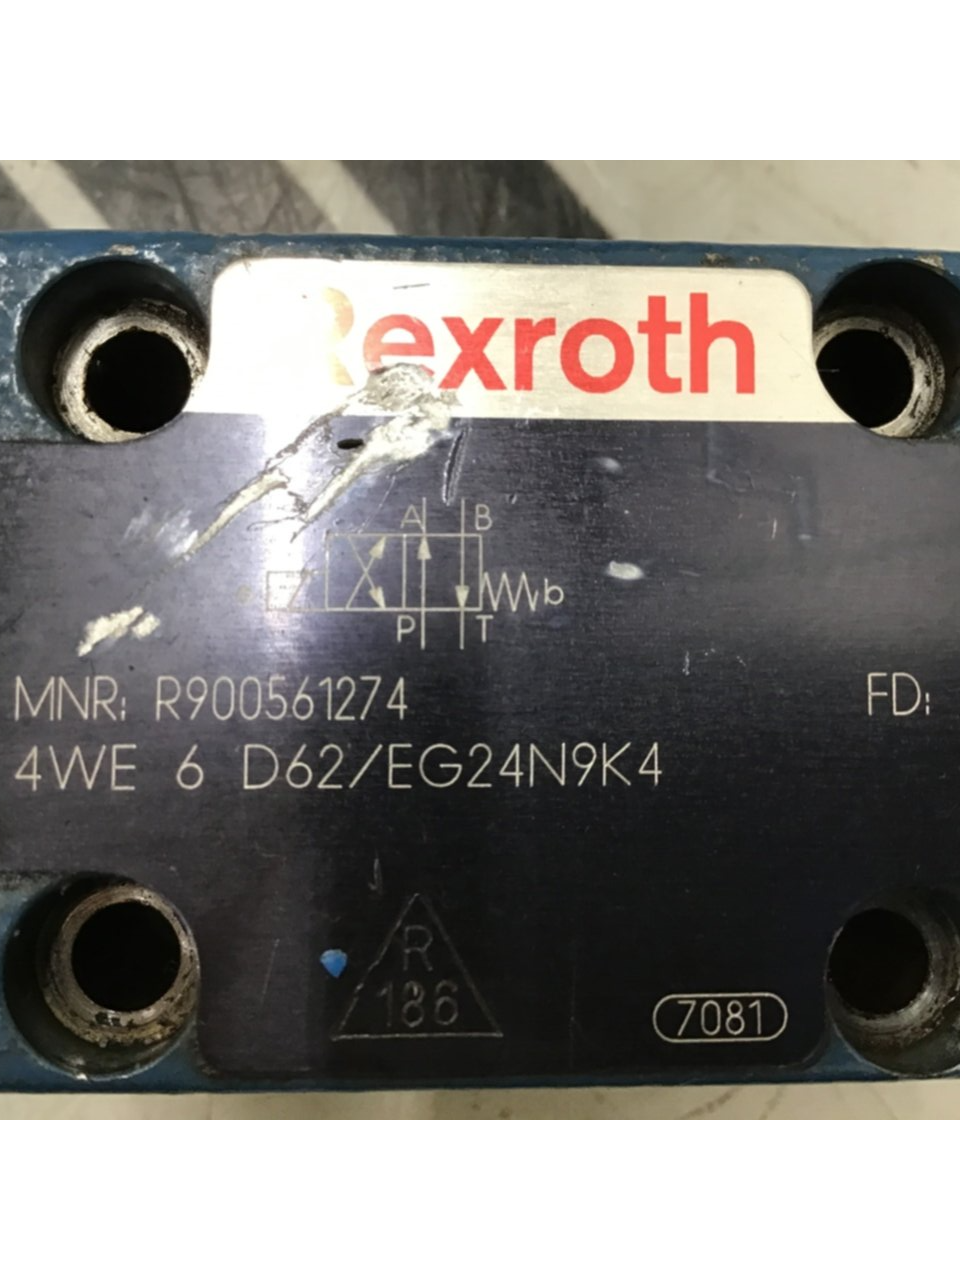 Rexroth
A B
b
P T
MNR: R900561274 FD:
4WE 6 D62/EG24N9K4
R
186
7081